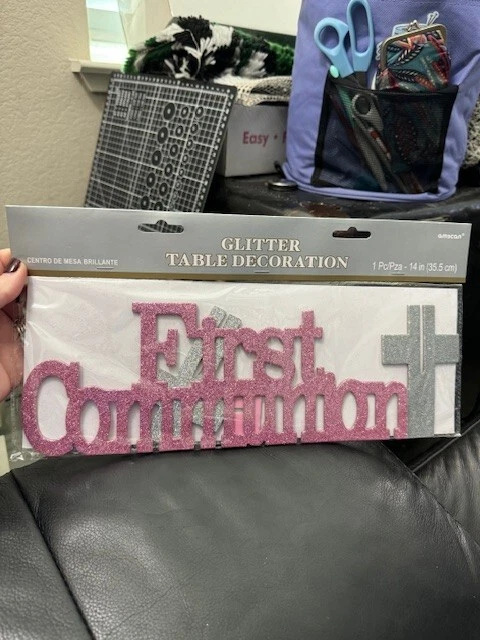 Easy •
amscan
GLITTER
TABLE DECORATION
CENTRO DE MESA, BRILLANTE
1 Pc/Pza - 14 in (35.5 cm)
First
Communion